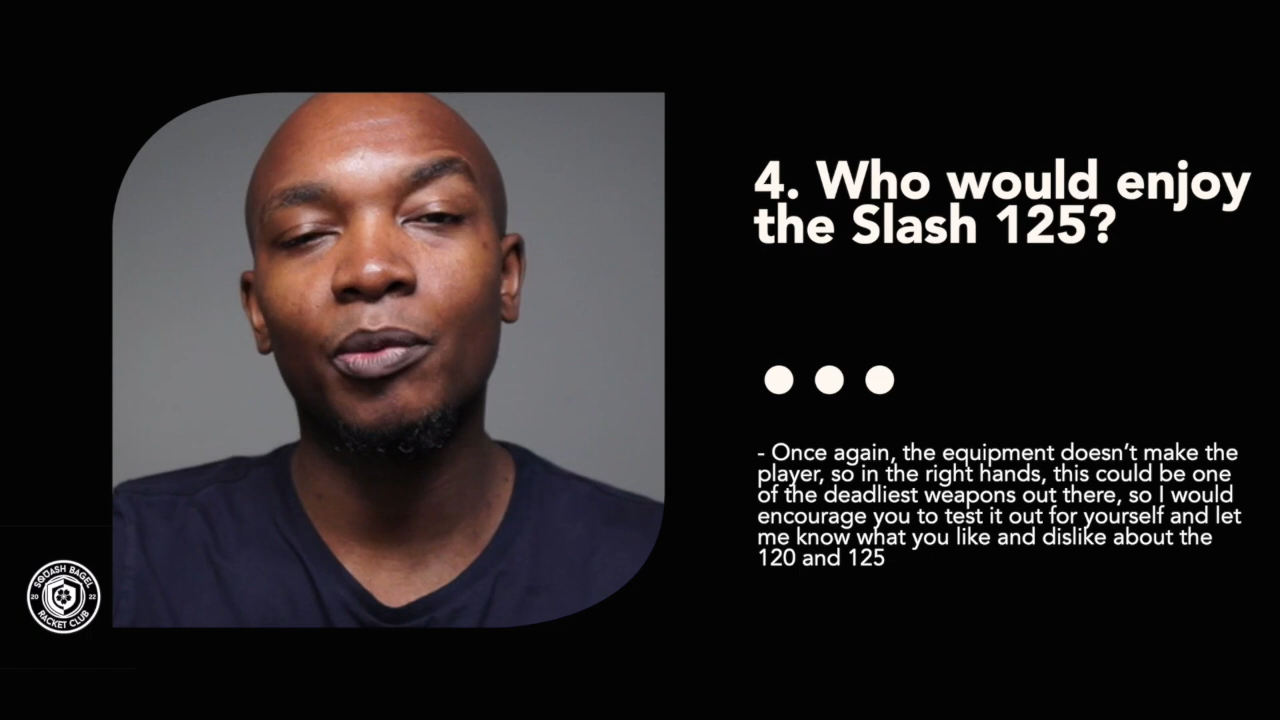 4. Who would enjoy
the Slash 125?
- Once again, the equipment doesn’t make the
player, so in the right hands, this could be one
of the deadliest weapons out there, so I would
encourage you to test it out for yourself and let
me know what you like and dislike about the
120 and 125
SQUASH BAGEL
20 22
RACKET CLUB